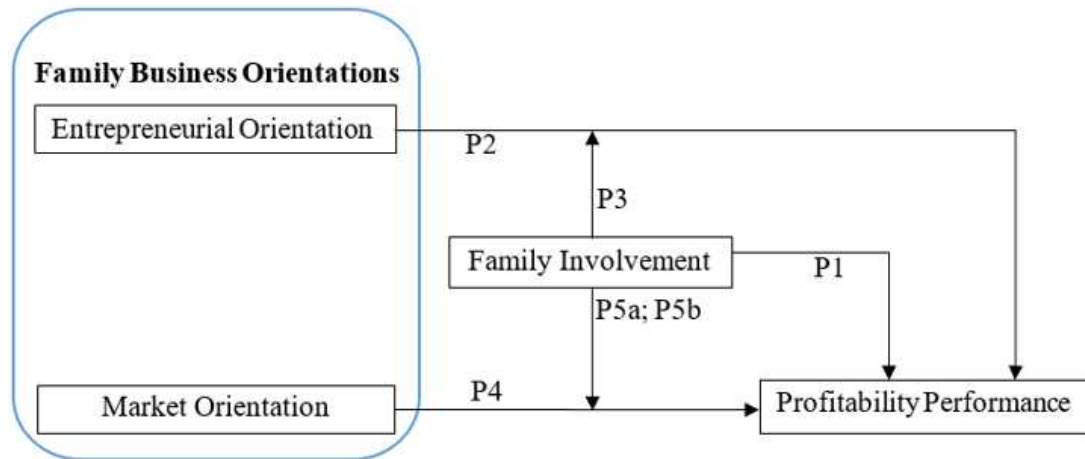 Family Business Orientations
Entrepreneurial Orientation
P2
P3
Family Involvement
P1
P5a; P5b
Market Orientation
P4
Profitability Performance